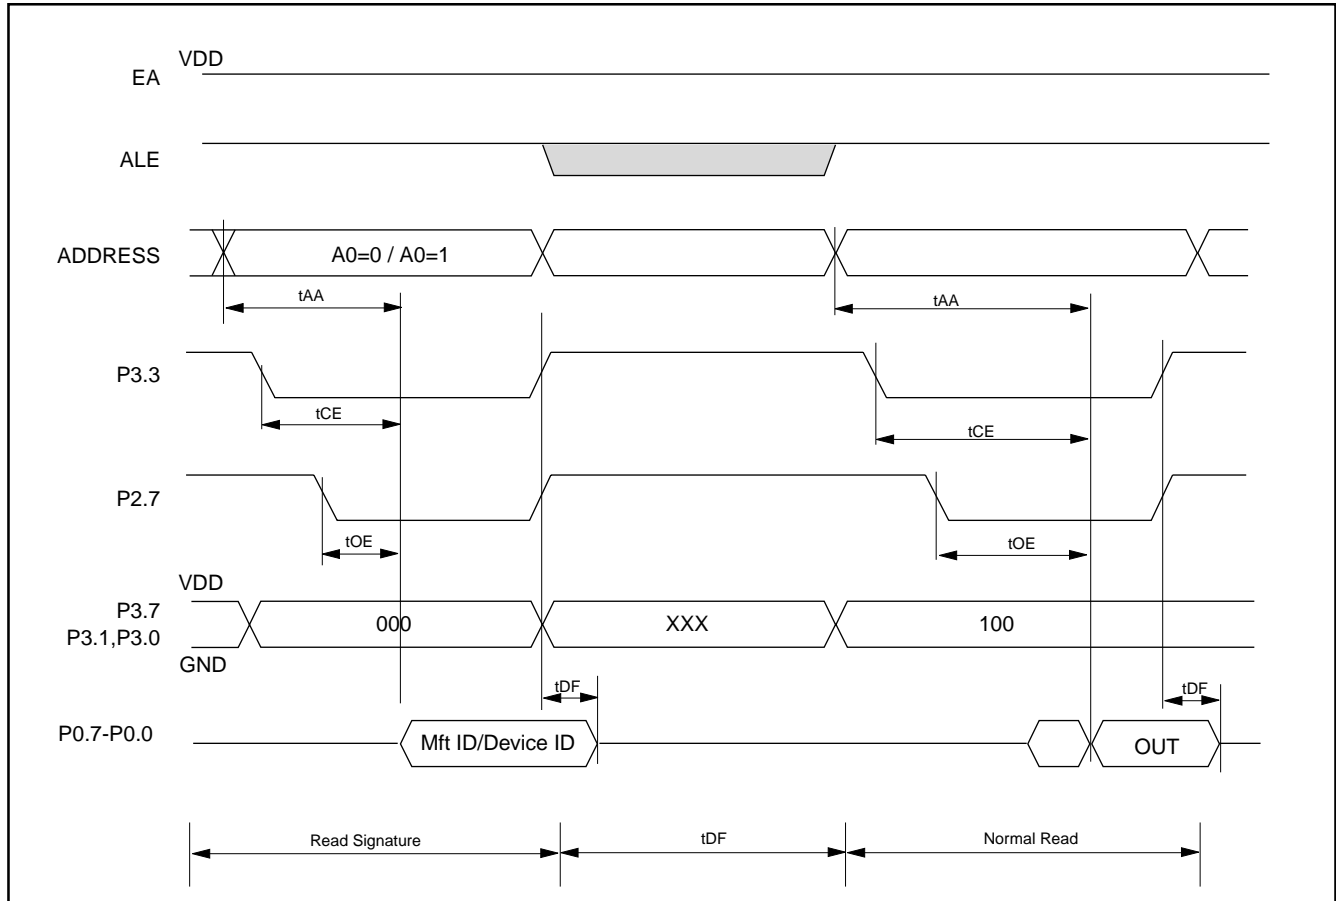 VDD
EA
ALE
ADDRESS
A0=0 / A0=1
tAA
tAA
P3.3
tCE
tCE
P2.7
tOE
tOE
VDD
P3.7
P3.1,P3.0
000
XXX
100
GND
tDF
tDF
P0.7-P0.0
Mft ID/Device ID
OUT
Read Signature
tDF
Normal Read